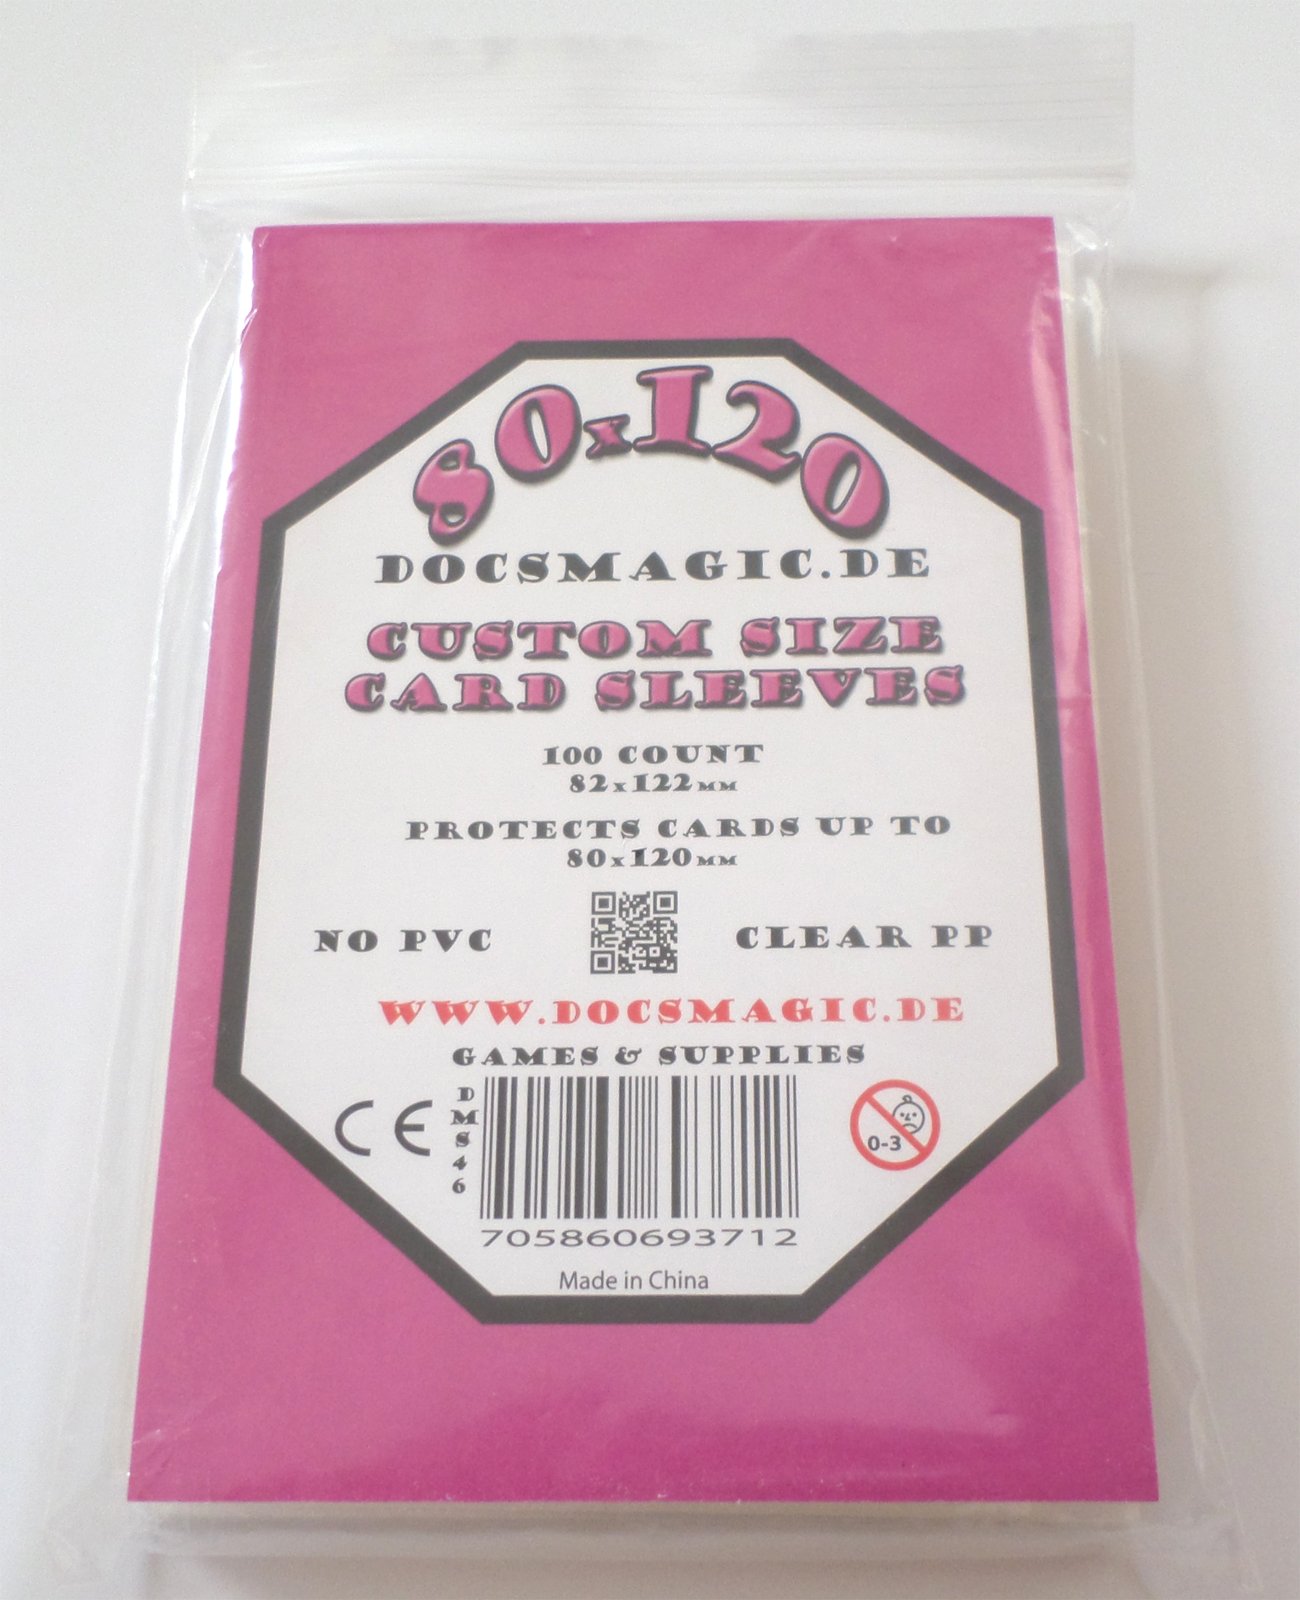 80x120
DOCSMAGIC.DE
CUSTOM SIZE
CARD SLEEVES
100 COUNT
82x122MM
PROTECTS CARDS UP TO
80x120MM
NO PVC CLEAR PP
WWW.DOCSMAGIC.DE
GAMES & SUPPLIES
CE
DMS46
0-3
705860693712
Made in China